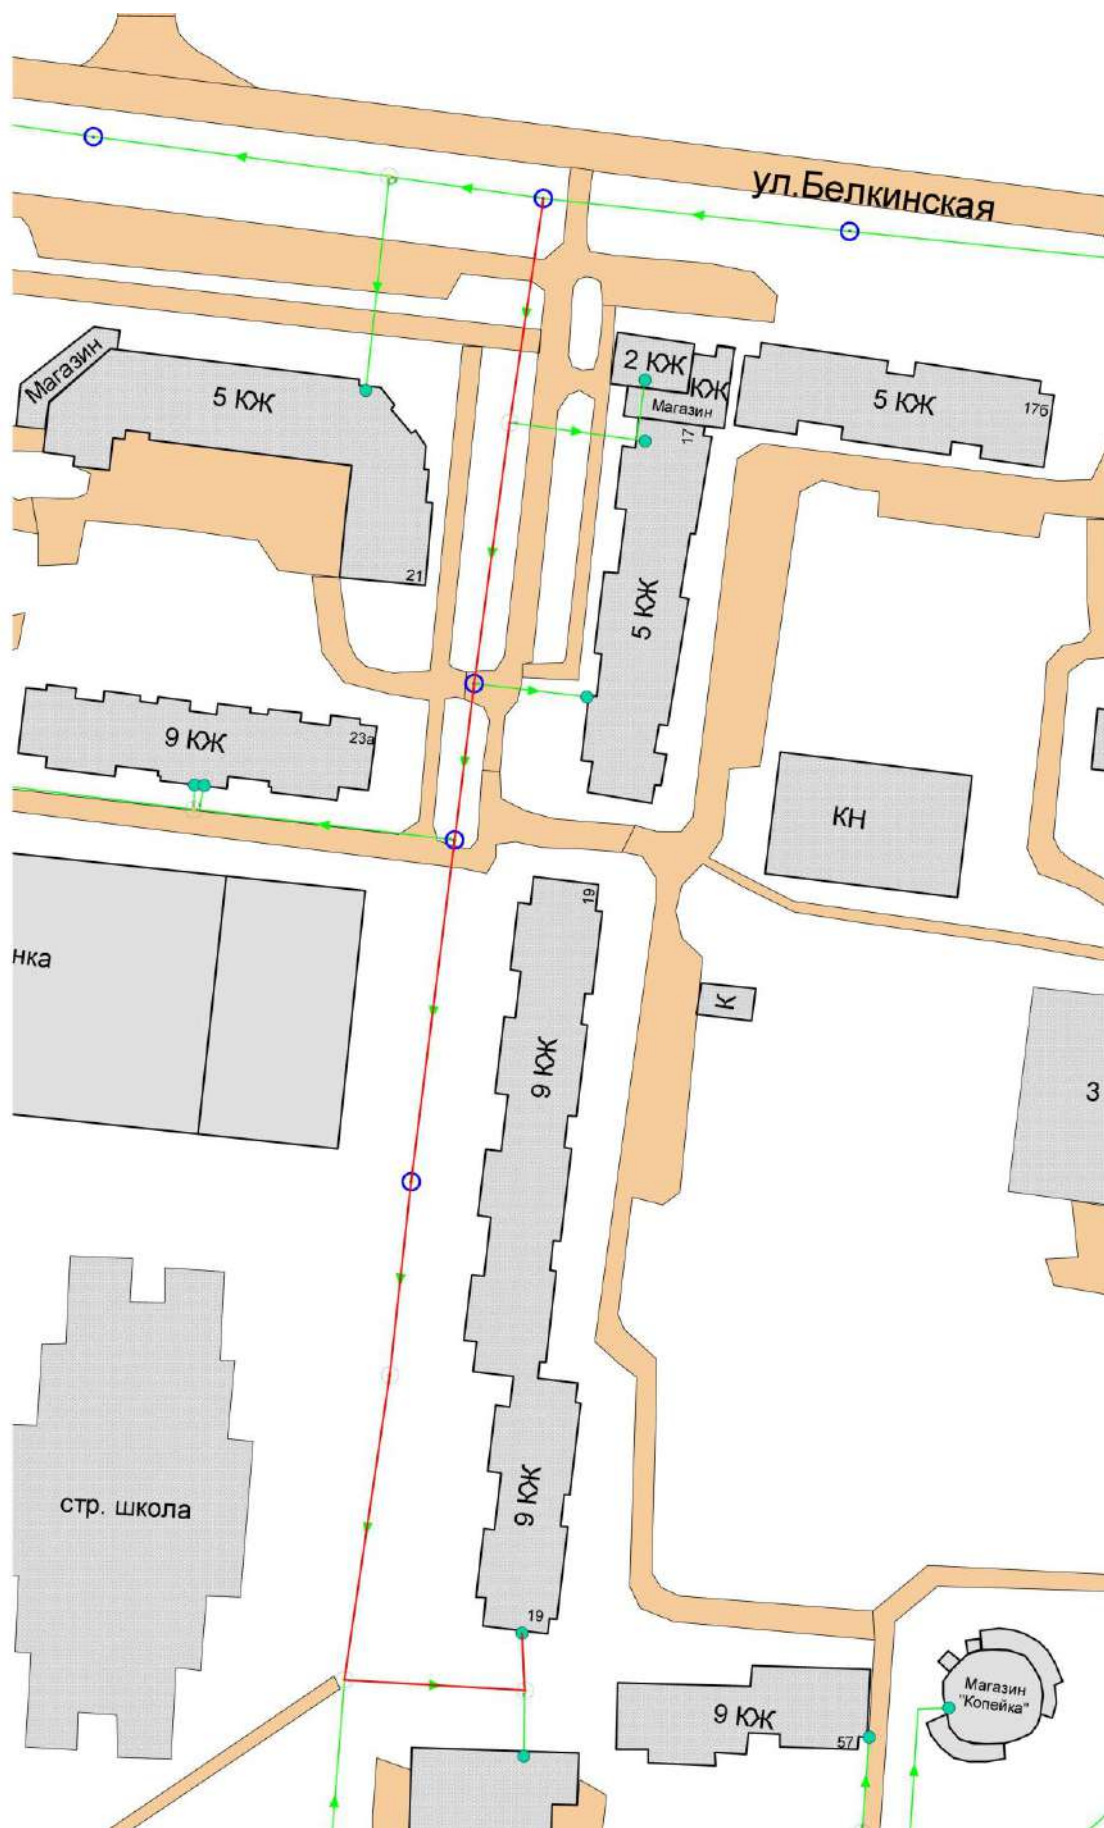 ул.Белкинская
Магазин
5 КЖ
21
2 КЖ
КЖ
Магазин
17
5 КЖ
17б
5 КЖ
9 КЖ
23а
КН
19
нка
К
9 КЖ
3
стр. школа
9 КЖ
19
9 КЖ
57
Магазин
"Копейка"